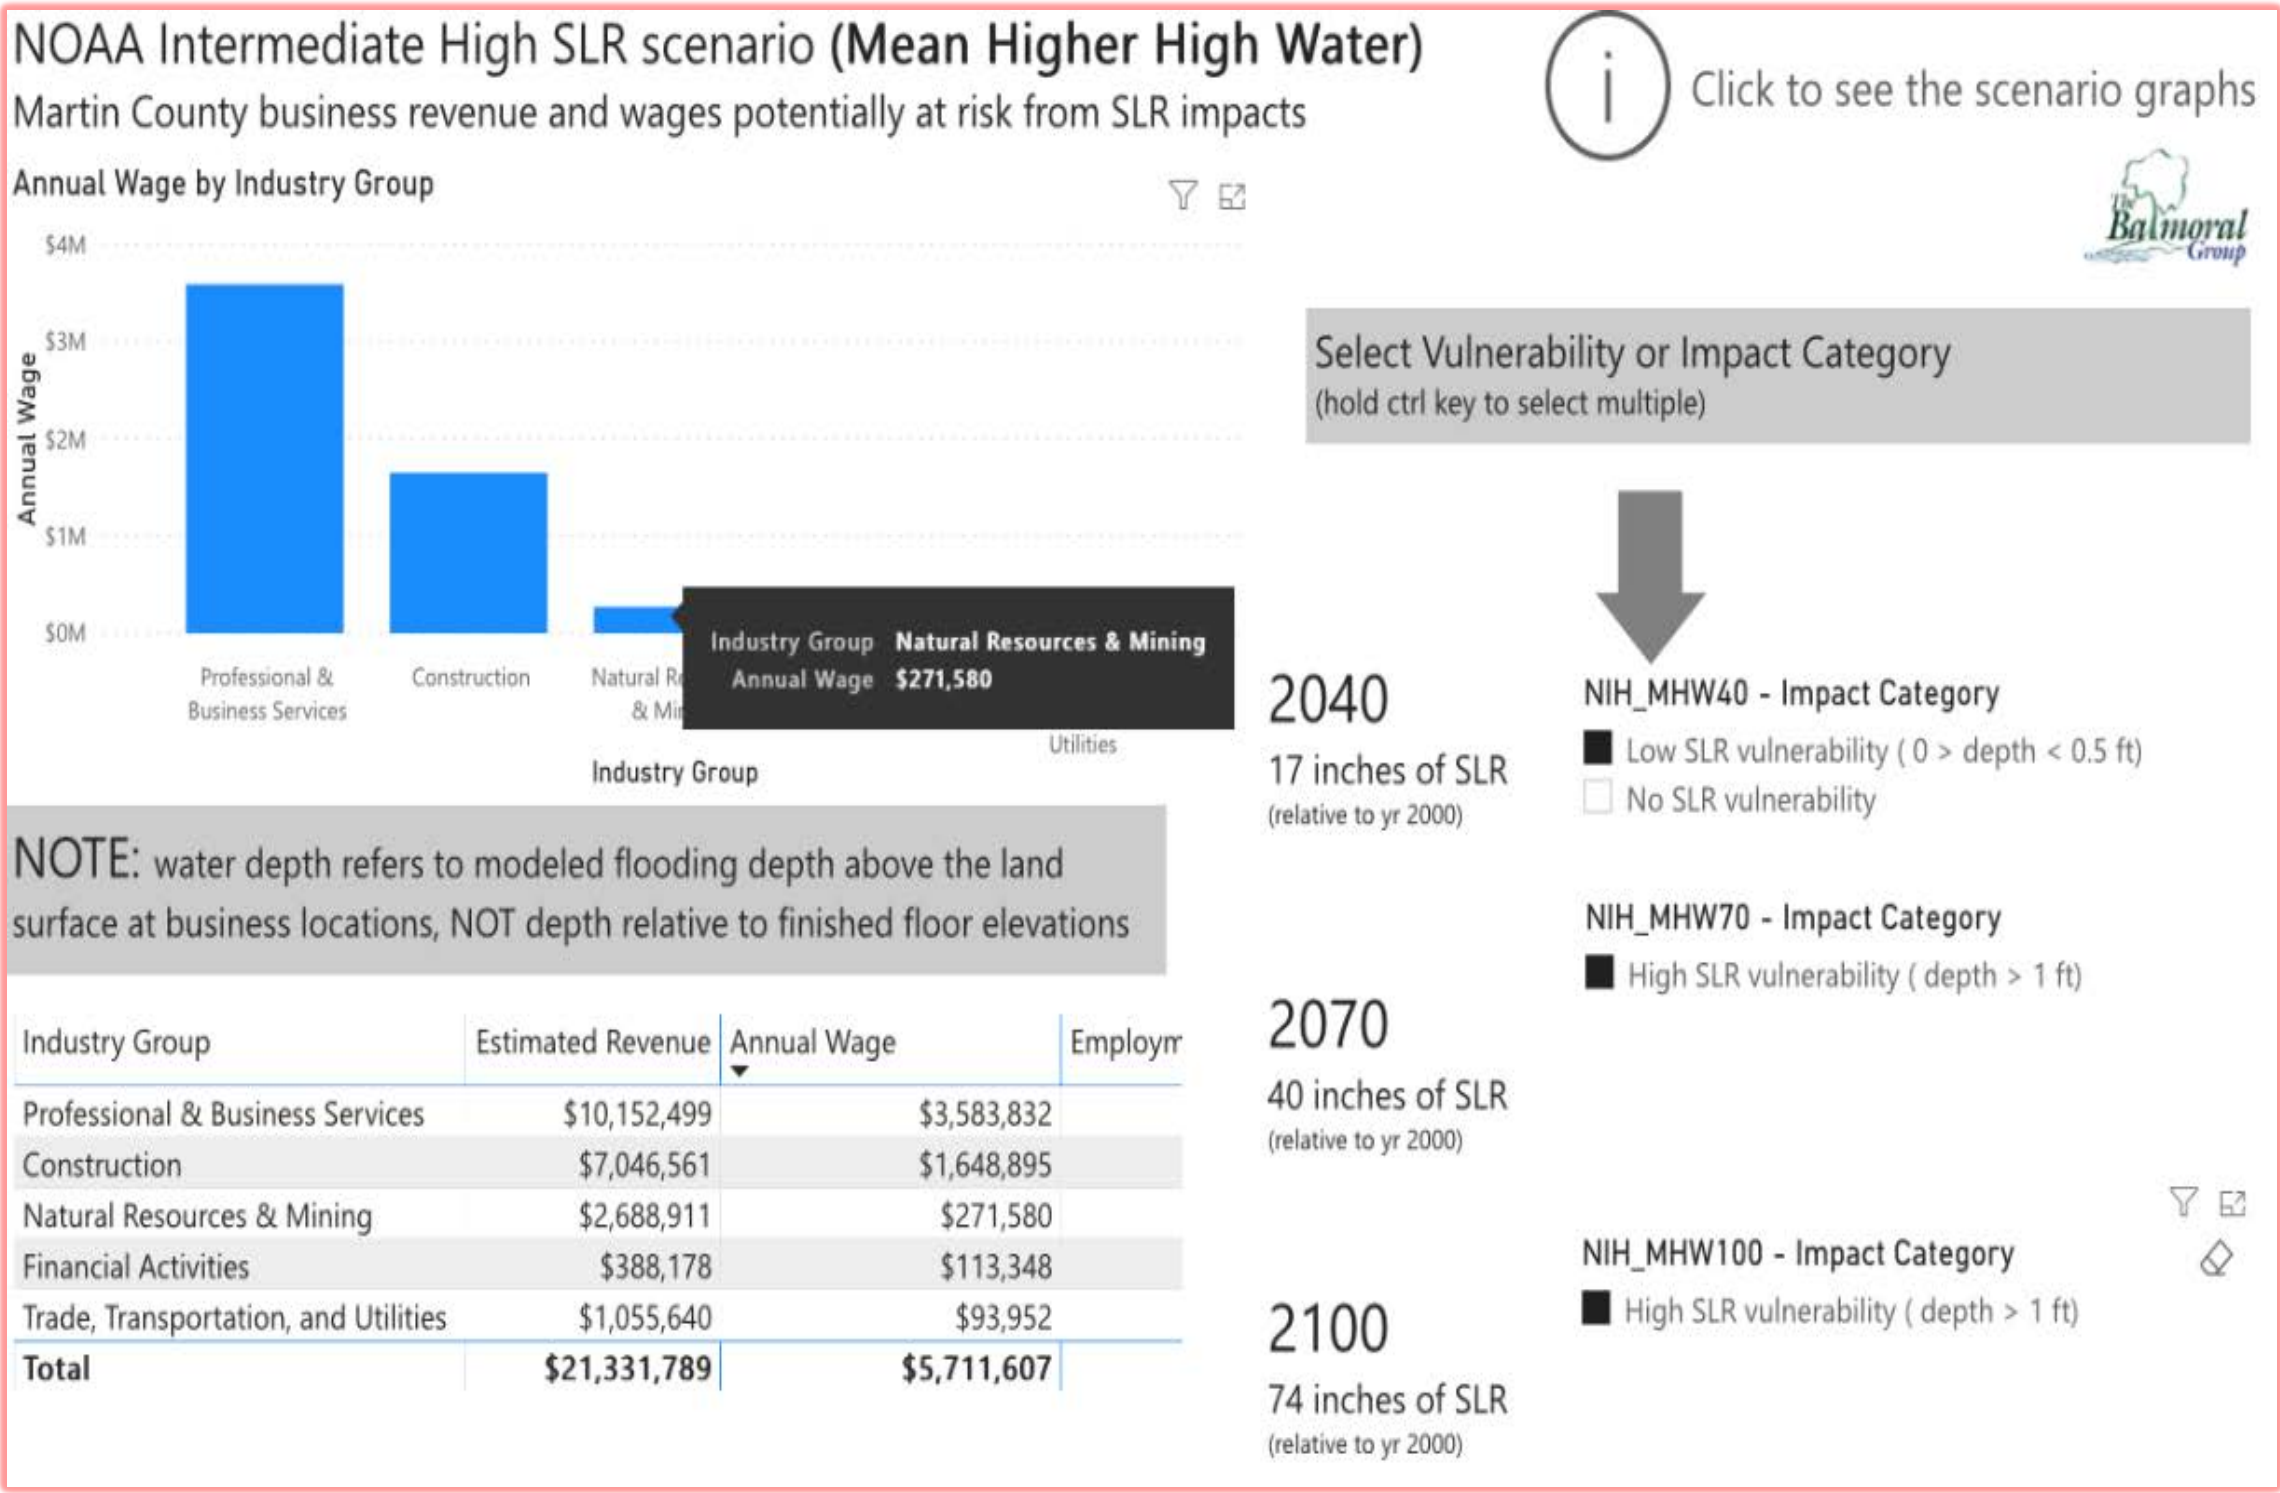 NOAA Intermediate High SLR scenario (Mean Higher High Water)
Martin County business revenue and wages potentially at risk from SLR impacts
i
Click to see the scenario graphs
The
Balmoral
Group
Annual Wage by Industry Group
$4M
$3M
$2M
$1M
$0M
Annual Wage
Professional &
Business Services
Construction
Natural Re
& Min
Industry Group Natural Resources & Mining
Annual Wage $271,580
Utilities
Industry Group
Select Vulnerability or Impact Category
(hold ctrl key to select multiple)
NOTE: water depth refers to modeled flooding depth above the land
surface at business locations, NOT depth relative to finished floor elevations
Industry Group Estimated Revenue Annual Wage Employm
Professional & Business Services $10,152,499 $3,583,832
Construction $7,046,561 $1,648,895
Natural Resources & Mining $2,688,911 $271,580
Financial Activities $388,178 $113,348
Trade, Transportation, and Utilities $1,055,640 $93,952
Total $21,331,789 $5,711,607
2040
17 inches of SLR
(relative to yr 2000)
NIH_MHW40 - Impact Category
Low SLR vulnerability ( 0 > depth < 0.5 ft)
No SLR vulnerability
2070
40 inches of SLR
(relative to yr 2000)
NIH_MHW70 - Impact Category
High SLR vulnerability ( depth > 1 ft)
2100
74 inches of SLR
(relative to yr 2000)
NIH_MHW100 - Impact Category
High SLR vulnerability ( depth > 1 ft)